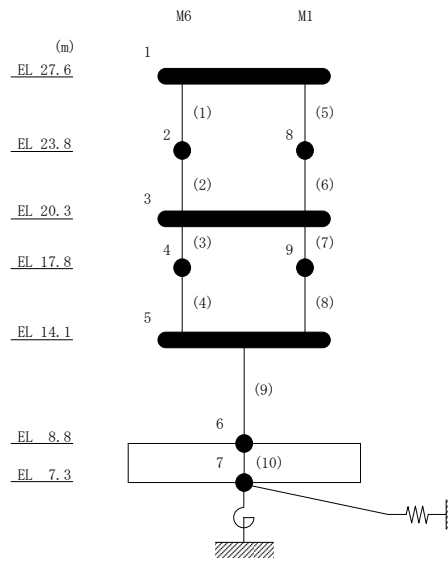 M6 M1
(m)
1
EL 27.6
(1) (5)
2 8
EL 23.8
(2) (6)
3
EL 20.3
(3) (7)
4 9
EL 17.8
(4) (8)
5
EL 14.1
(9)
6
EL 8.8
7 (10)
EL 7.3